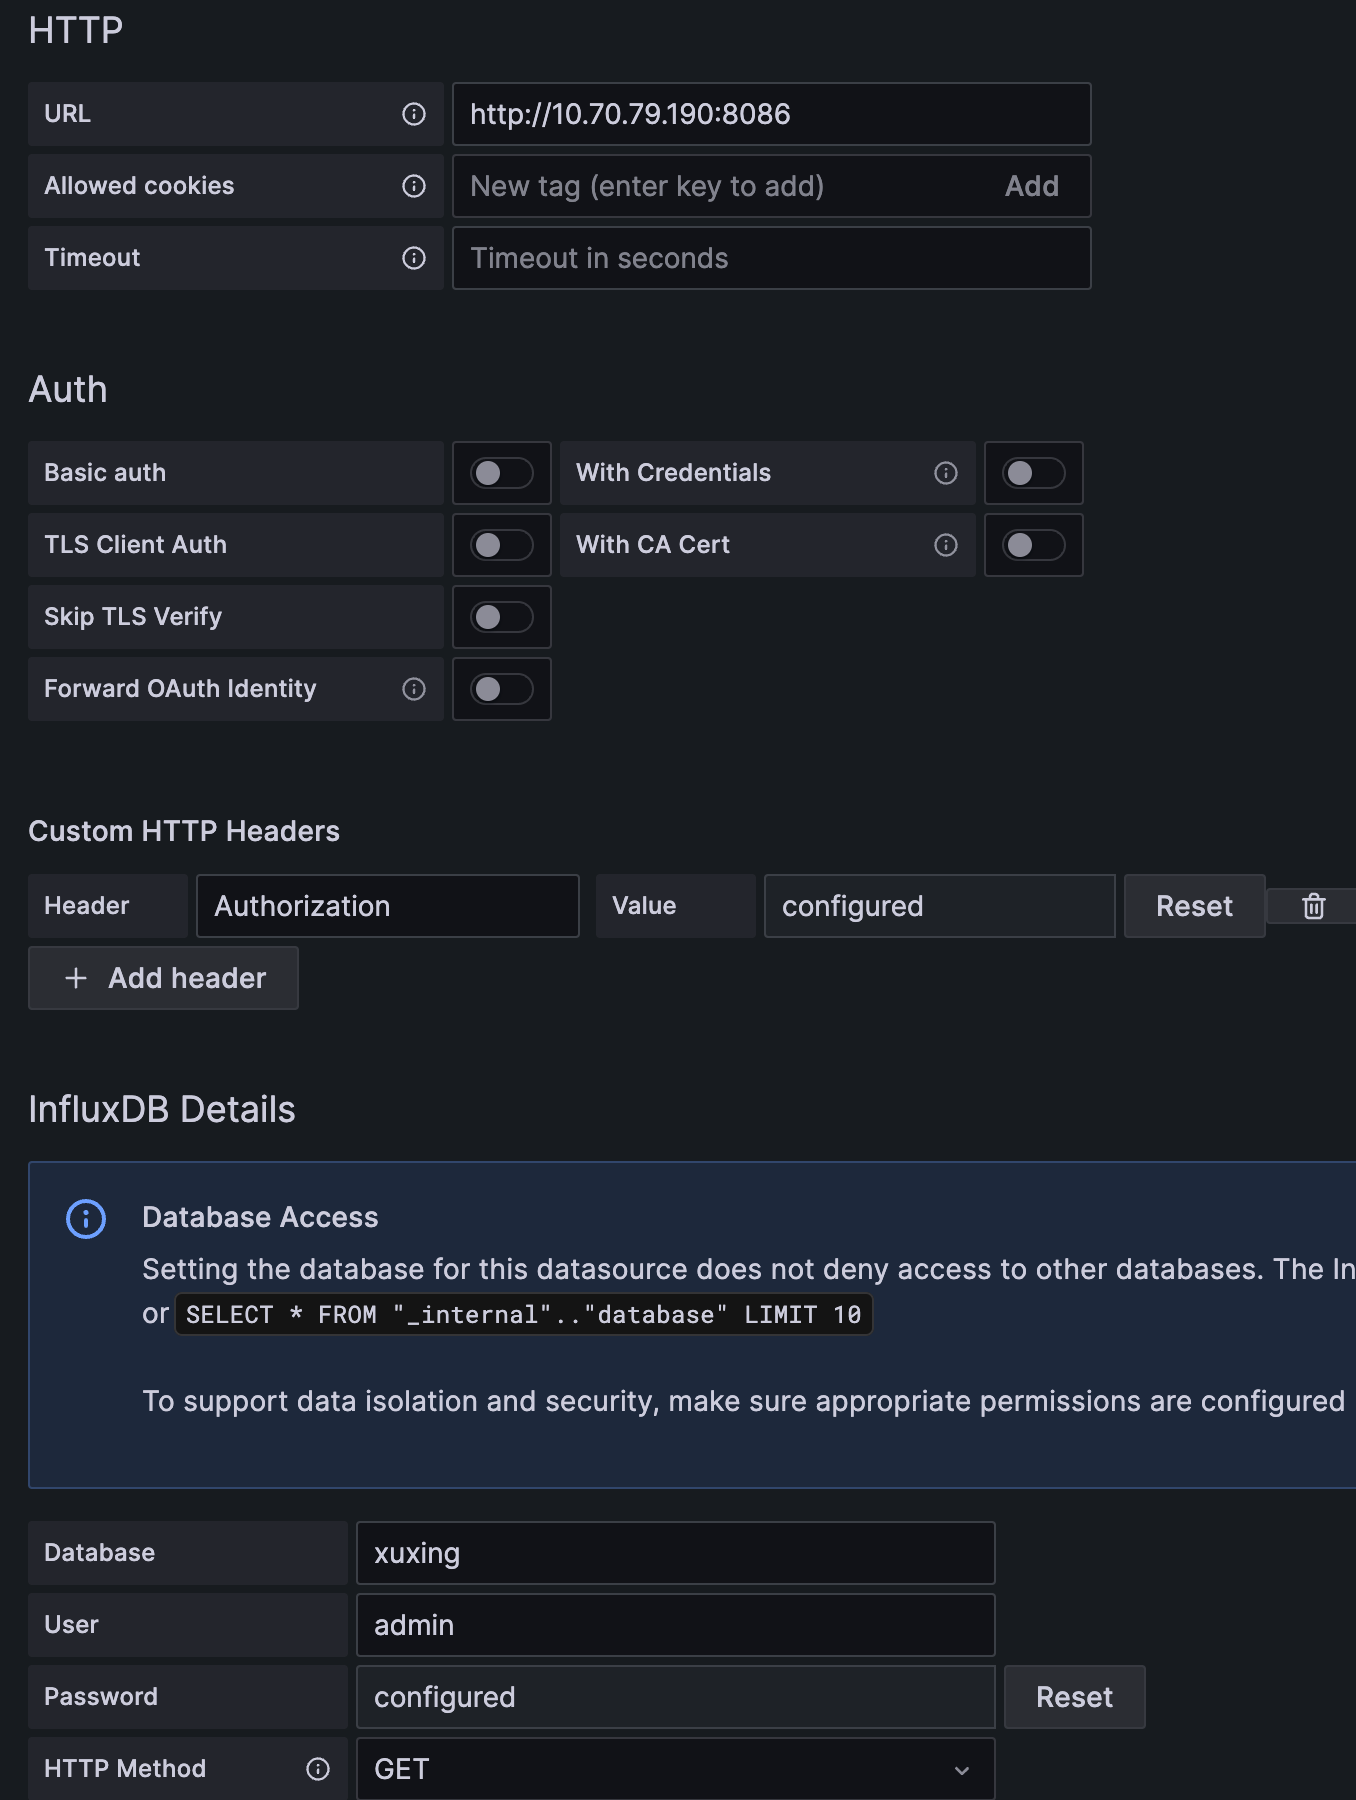 HTTP
URL http://10.70.79.190:8086
Allowed cookies New tag (enter key to add) Add
Timeout Timeout in seconds
Auth
Basic auth With Credentials
TLS Client Auth With CA Cert
Skip TLS Verify
Forward OAuth Identity
Custom HTTP Headers
Header Authorization Value configured Reset
Add header
InfluxDB Details
Database Access
Setting the database for this datasource does not deny access to other databases. The In
or SELECT * FROM "_internal".."database" LIMIT 10
To support data isolation and security, make sure appropriate permissions are configured
Database xuxing
User admin
Password configured Reset
HTTP Method GET